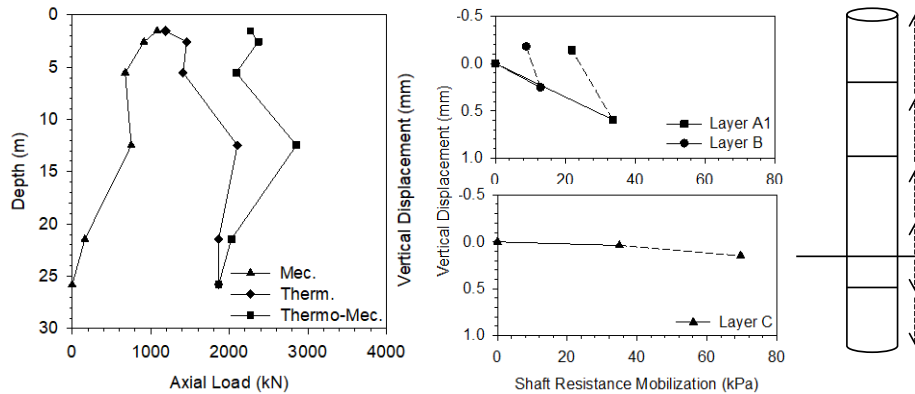 0
5
10
15
20
25
30
Depth (m)
0 1000 2000 3000 4000
Axial Load (kN)
Mec.
Therm.
Thermo-Mec.
Vertical Displacement (mm)
Vertical Displacement (mm)
-0.5
0.0
0.5
1.0
0 20 40 60 80
Layer A1
Layer B
-0.5
0.0
0.5
1.0
0 20 40 60 80
Layer C
Shaft Resistance Mobilization (kPa)